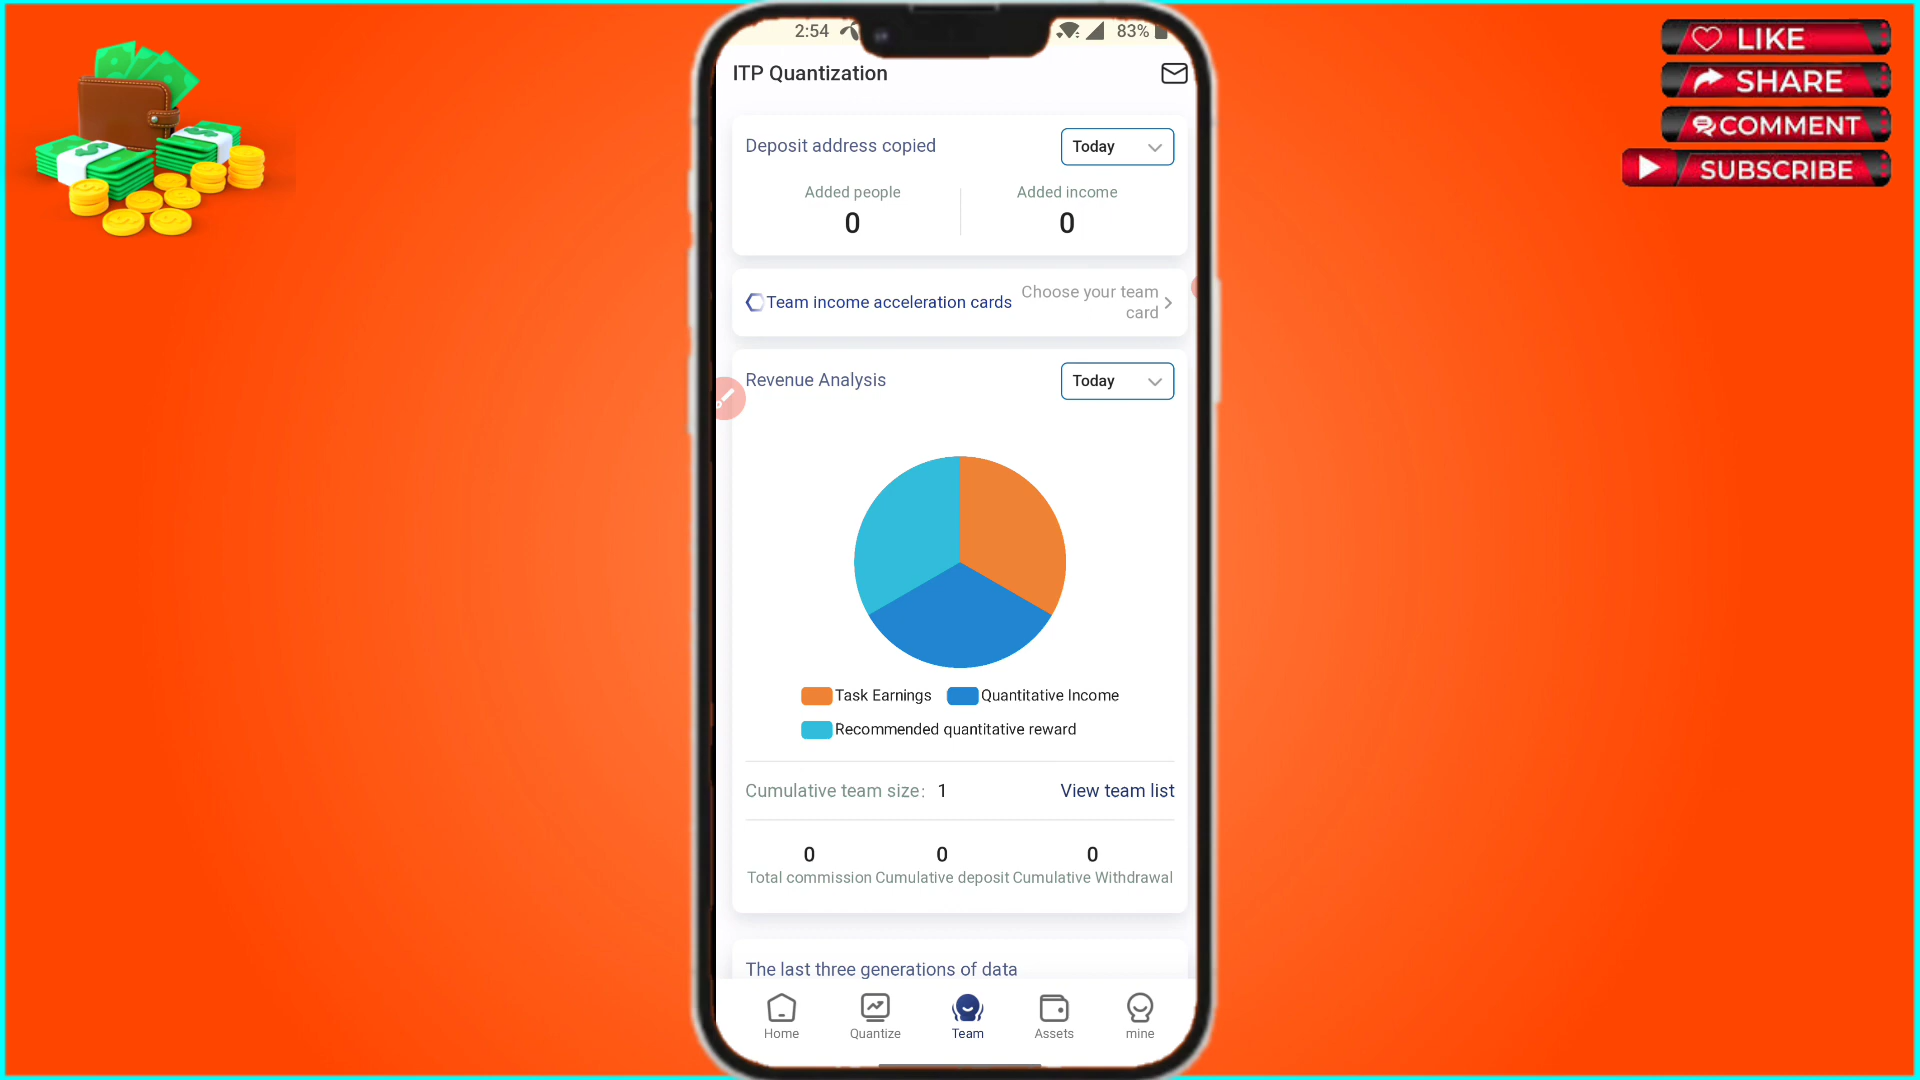 2:54
83%
ITP Quantization
Deposit address copied
Today
Added people
Added income
0
0
Team income acceleration cards
Choose your team
card
Revenue Analysis
Today
Task Earnings
Quantitative Income
Recommended quantitative reward
Cumulative team size: 1
View team list
0
0
0
Total commission
Cumulative deposit
Cumulative Withdrawal
The last three generations of data
Home
Quantize
Team
Assets
mine
LIKE
SHARE
COMMENT
SUBSCRIBE